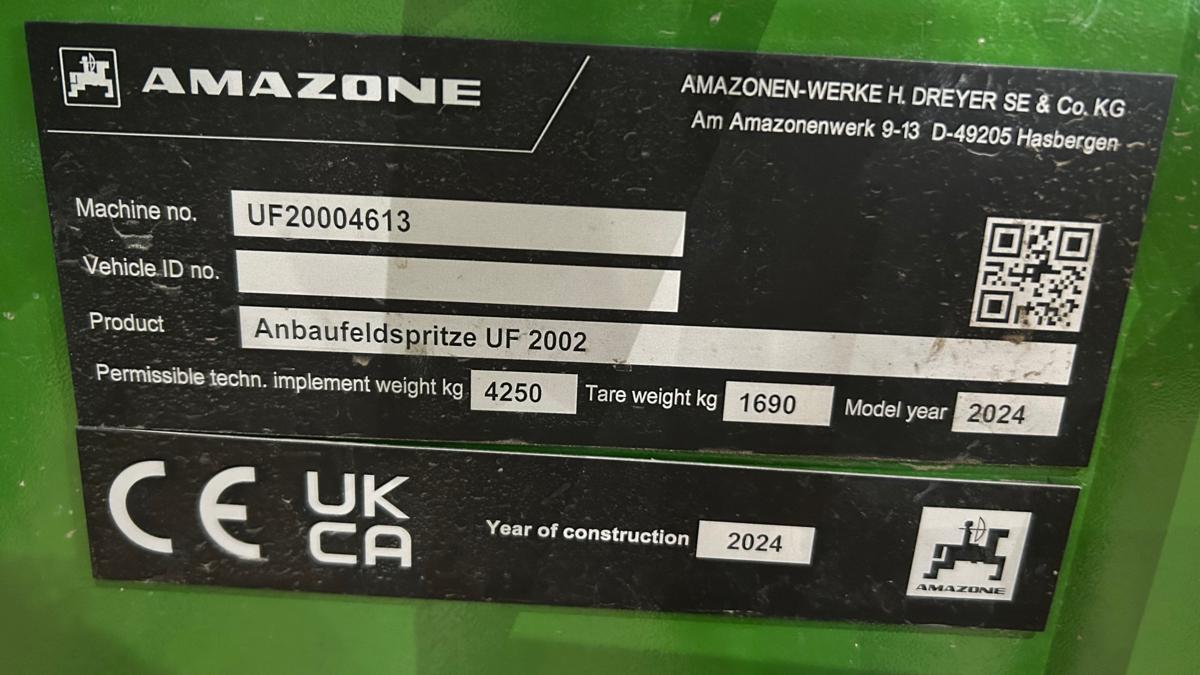 AMAZONE
AMAZONEN-WERKE H. DREYER SE & Co. KG
Am Amazonenwerk 9-13 D-49205 Hasbergen
Machine no. UF20004613
Vehicle ID no.
Product Anbaufeldspritze UF 2002
Permissible techn. implement weight kg 4250 Tare weight kg 1690 Model year 2024
CE UK
CA
Year of construction 2024
AMAZONE